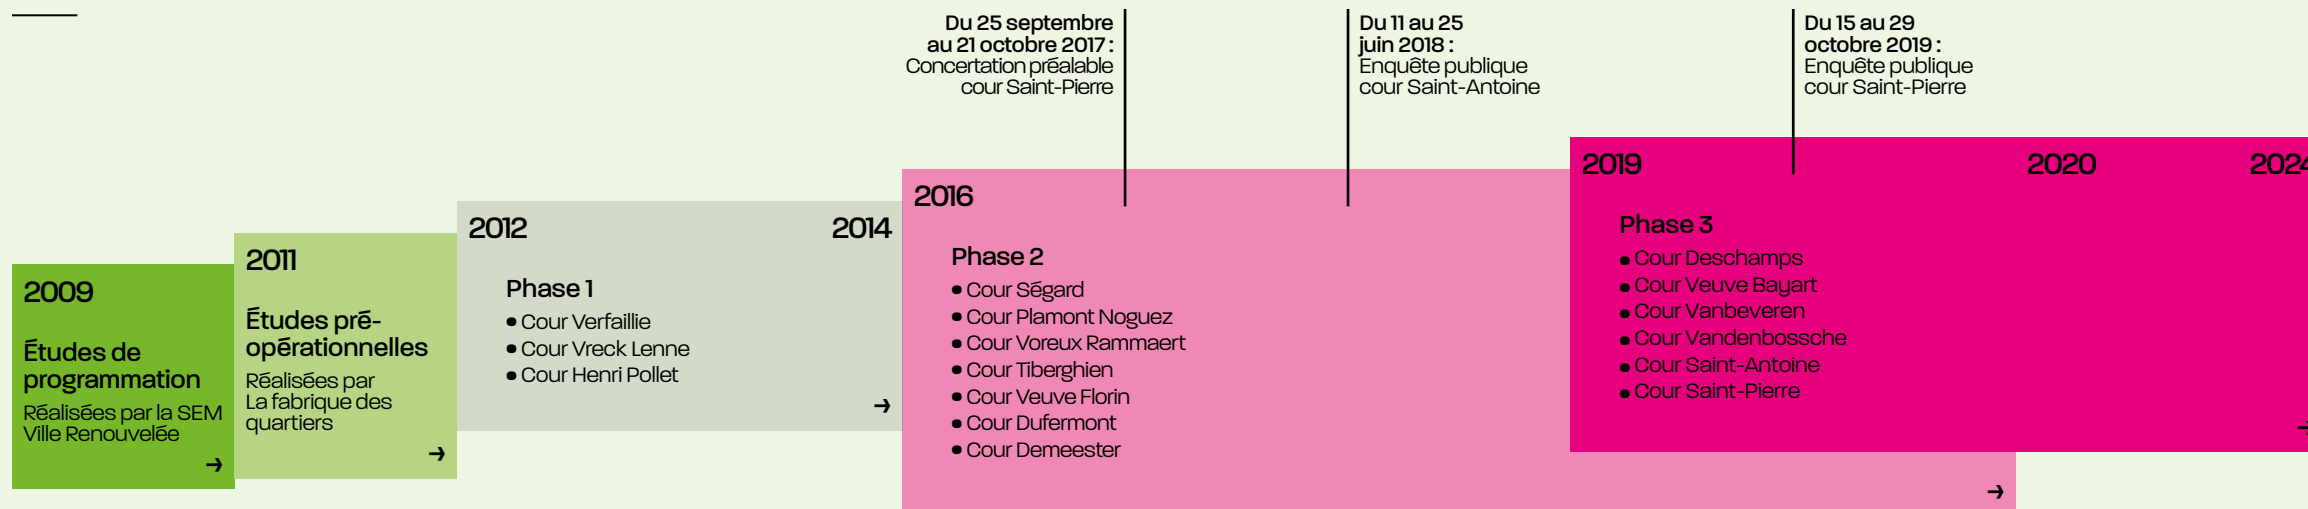 Du 25 septembre
au 21 octobre 2017 :
Concertation préalable
cour Saint-Pierre
Du 11 au 25
juin 2018 :
Enquête publique
cour Saint-Antoine
Du 15 au 29
octobre 2019 :
Enquête publique
cour Saint-Pierre
2009
Études de
programmation
Réalisées par la SEM
Ville Renouvelée
→
2011
Études pré-
opérationnelles
Réalisées par
La fabrique des
quartiers
→
2012
2014
Phase 1
• Cour Verfaillie
• Cour Vreck Lenne
• Cour Henri Pollet
→
2016
Phase 2
• Cour Ségard
• Cour Plamont Noguez
• Cour Voreux Rammaert
• Cour Tiberghien
• Cour Veuve Florin
• Cour Dufermont
• Cour Demeester
→
2019
2020
2024
Phase 3
• Cour Deschamps
• Cour Veuve Bayart
• Cour Vanbeveren
• Cour Vandenbossche
• Cour Saint-Antoine
• Cour Saint-Pierre
→